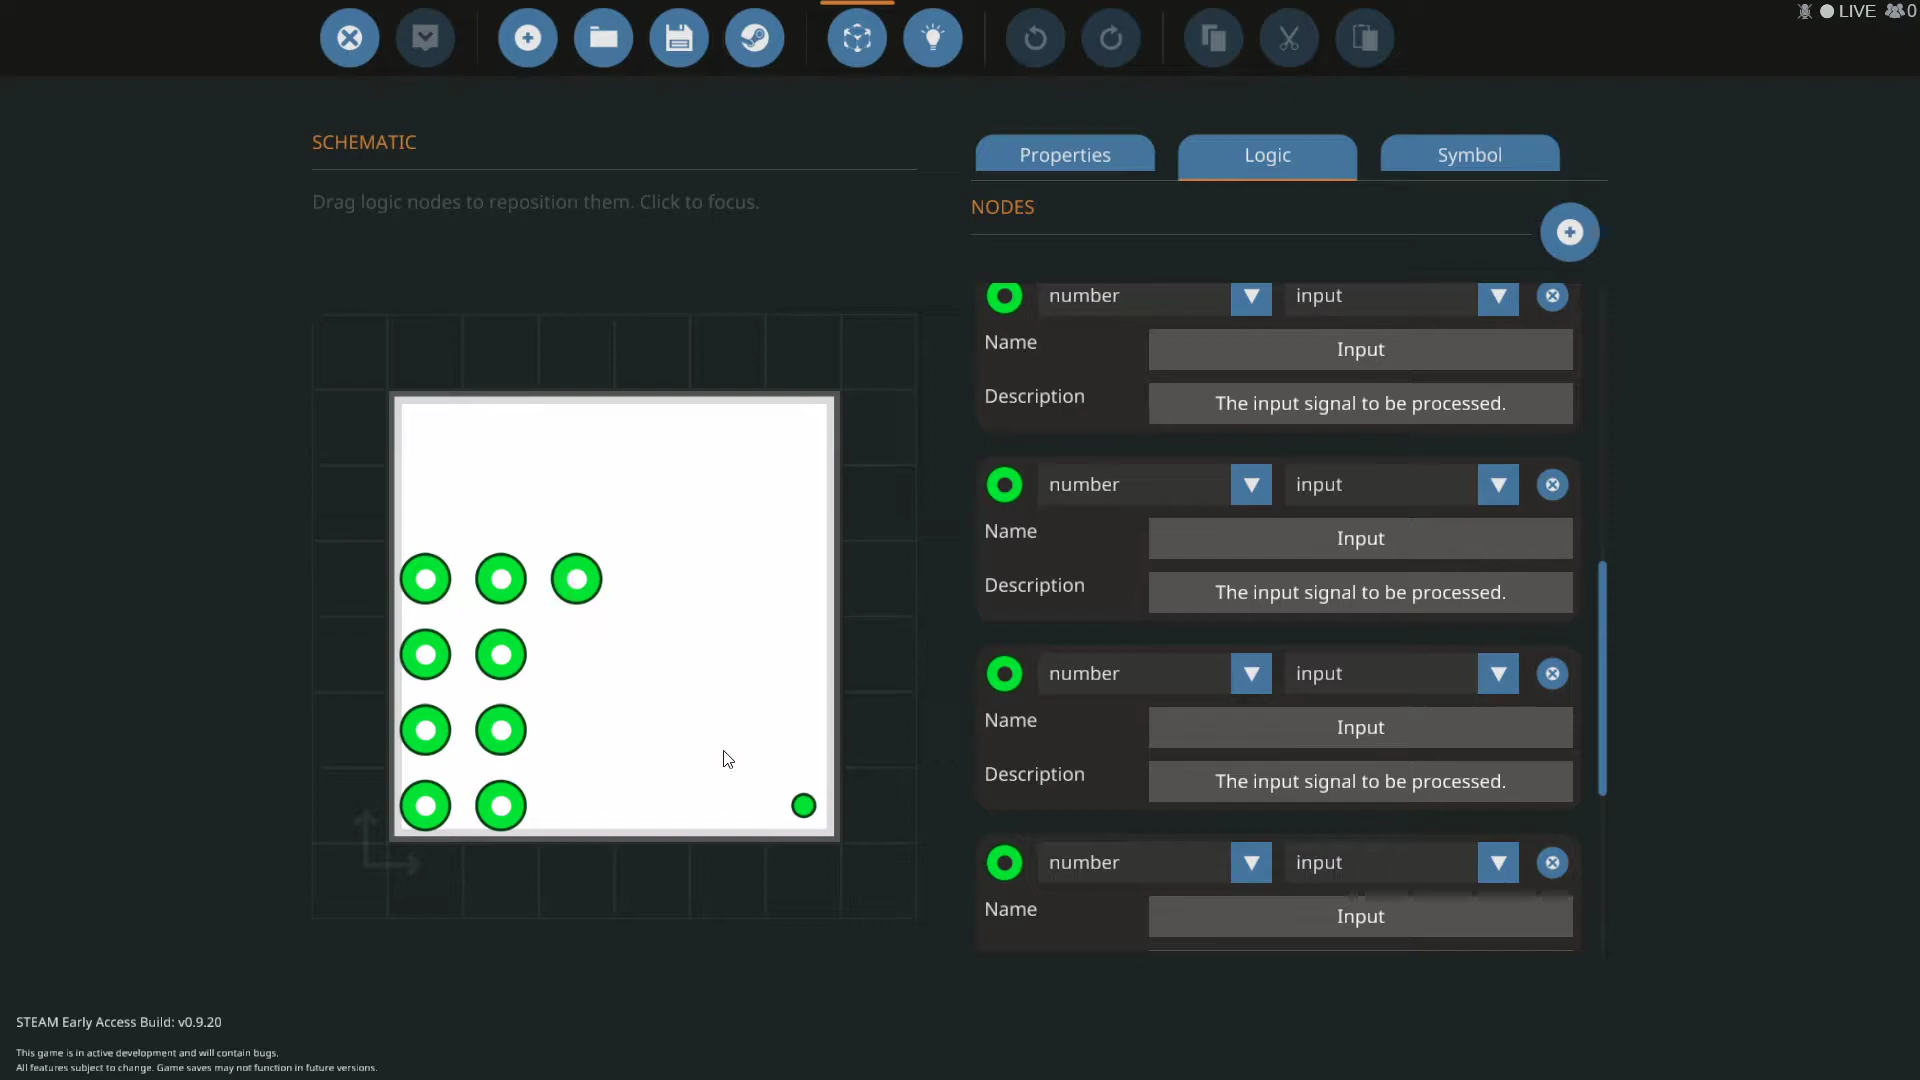 LIVE 0
SCHEMATIC
Drag logic nodes to reposition them. Click to focus.
Properties
Logic
Symbol
NODES
number
input
Name
Input
Description
The input signal to be processed.
number
input
Name
Input
Description
The input signal to be processed.
number
input
Name
Input
Description
The input signal to be processed.
number
input
Name
Input
STEAM Early Access Build: v0.9.20
This game is in active development and will contain bugs.
All features subject to change. Game saves may not function in future versions.